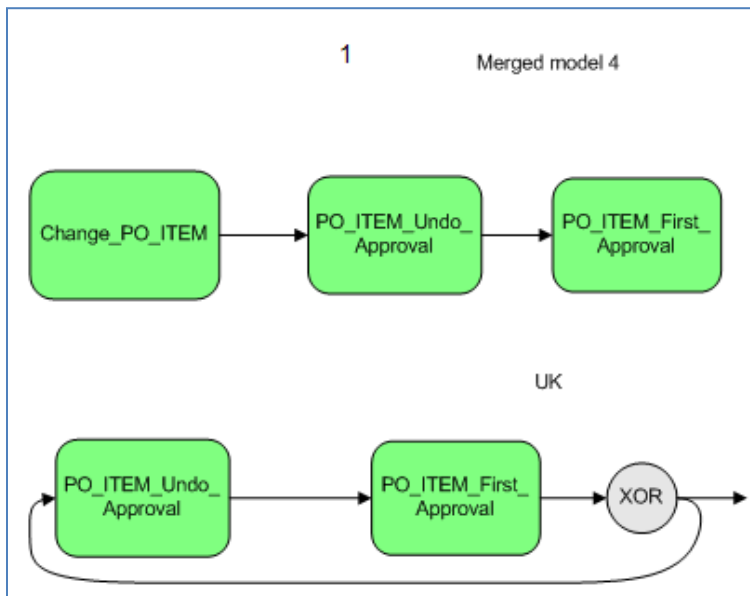 1
Merged model 4
Change_PO_ITEM
PO_ITEM_Undo_
Approval
PO_ITEM_First_
Approval
UK
PO_ITEM_Undo_
Approval
PO_ITEM_First_
Approval
XOR